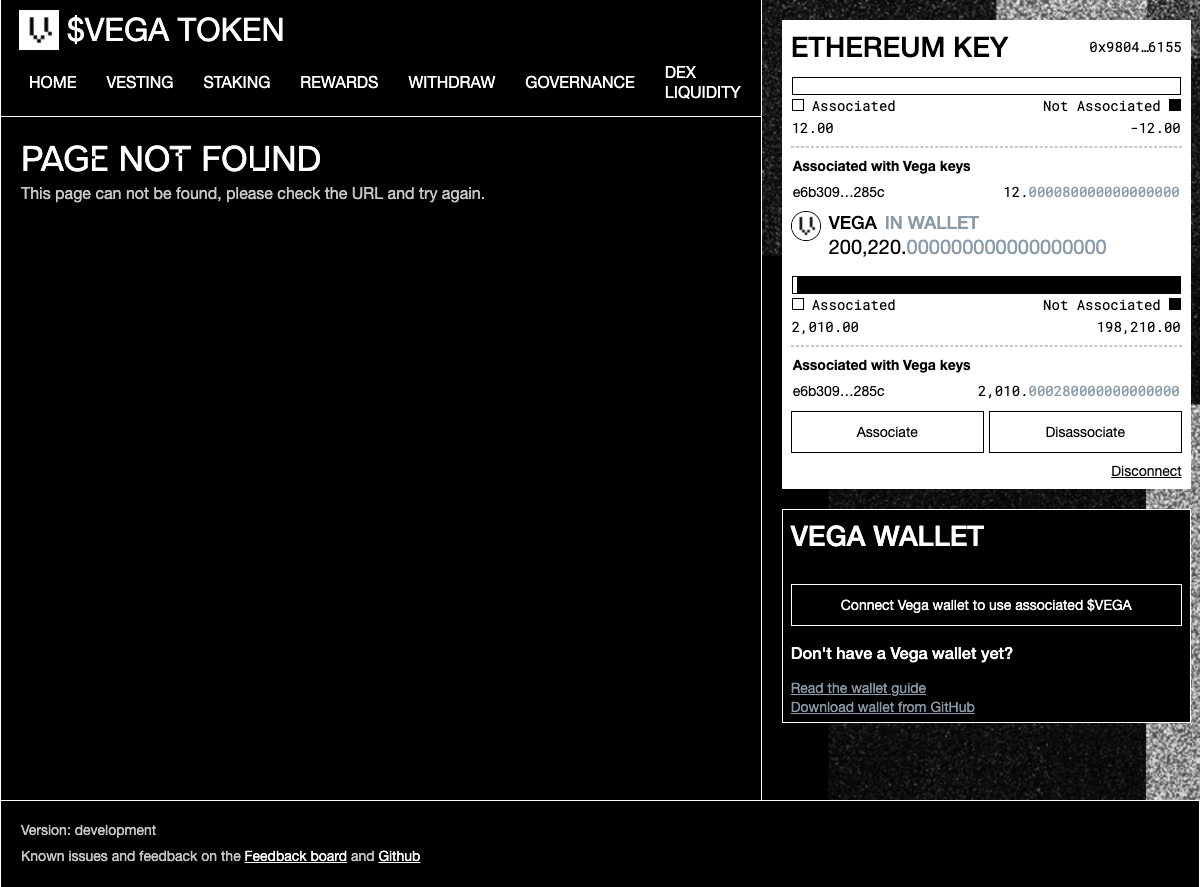 $VEGA TOKEN
HOME VESTING STAKING REWARDS WITHDRAW GOVERNANCE DEX LIQUIDITY
PAGE NOT FOUND
This page can not be found, please check the URL and try again.
ETHEREUM KEY 0x9804…6155
Associated Not Associated
12.00 -12.00
Associated with Vega keys
e6b309…285c 12.000080000000000000
VEGA IN WALLET
200,220.000000000000000000
Associated Not Associated
2,010.00 198,210.00
Associated with Vega keys
e6b309…285c 2,010.000280000000000000
Associate Disassociate
Disconnect
VEGA WALLET
Connect Vega wallet to use associated $VEGA
Don't have a Vega wallet yet?
Read the wallet guide
Download wallet from GitHub
Version: development
Known issues and feedback on the Feedback board and Github